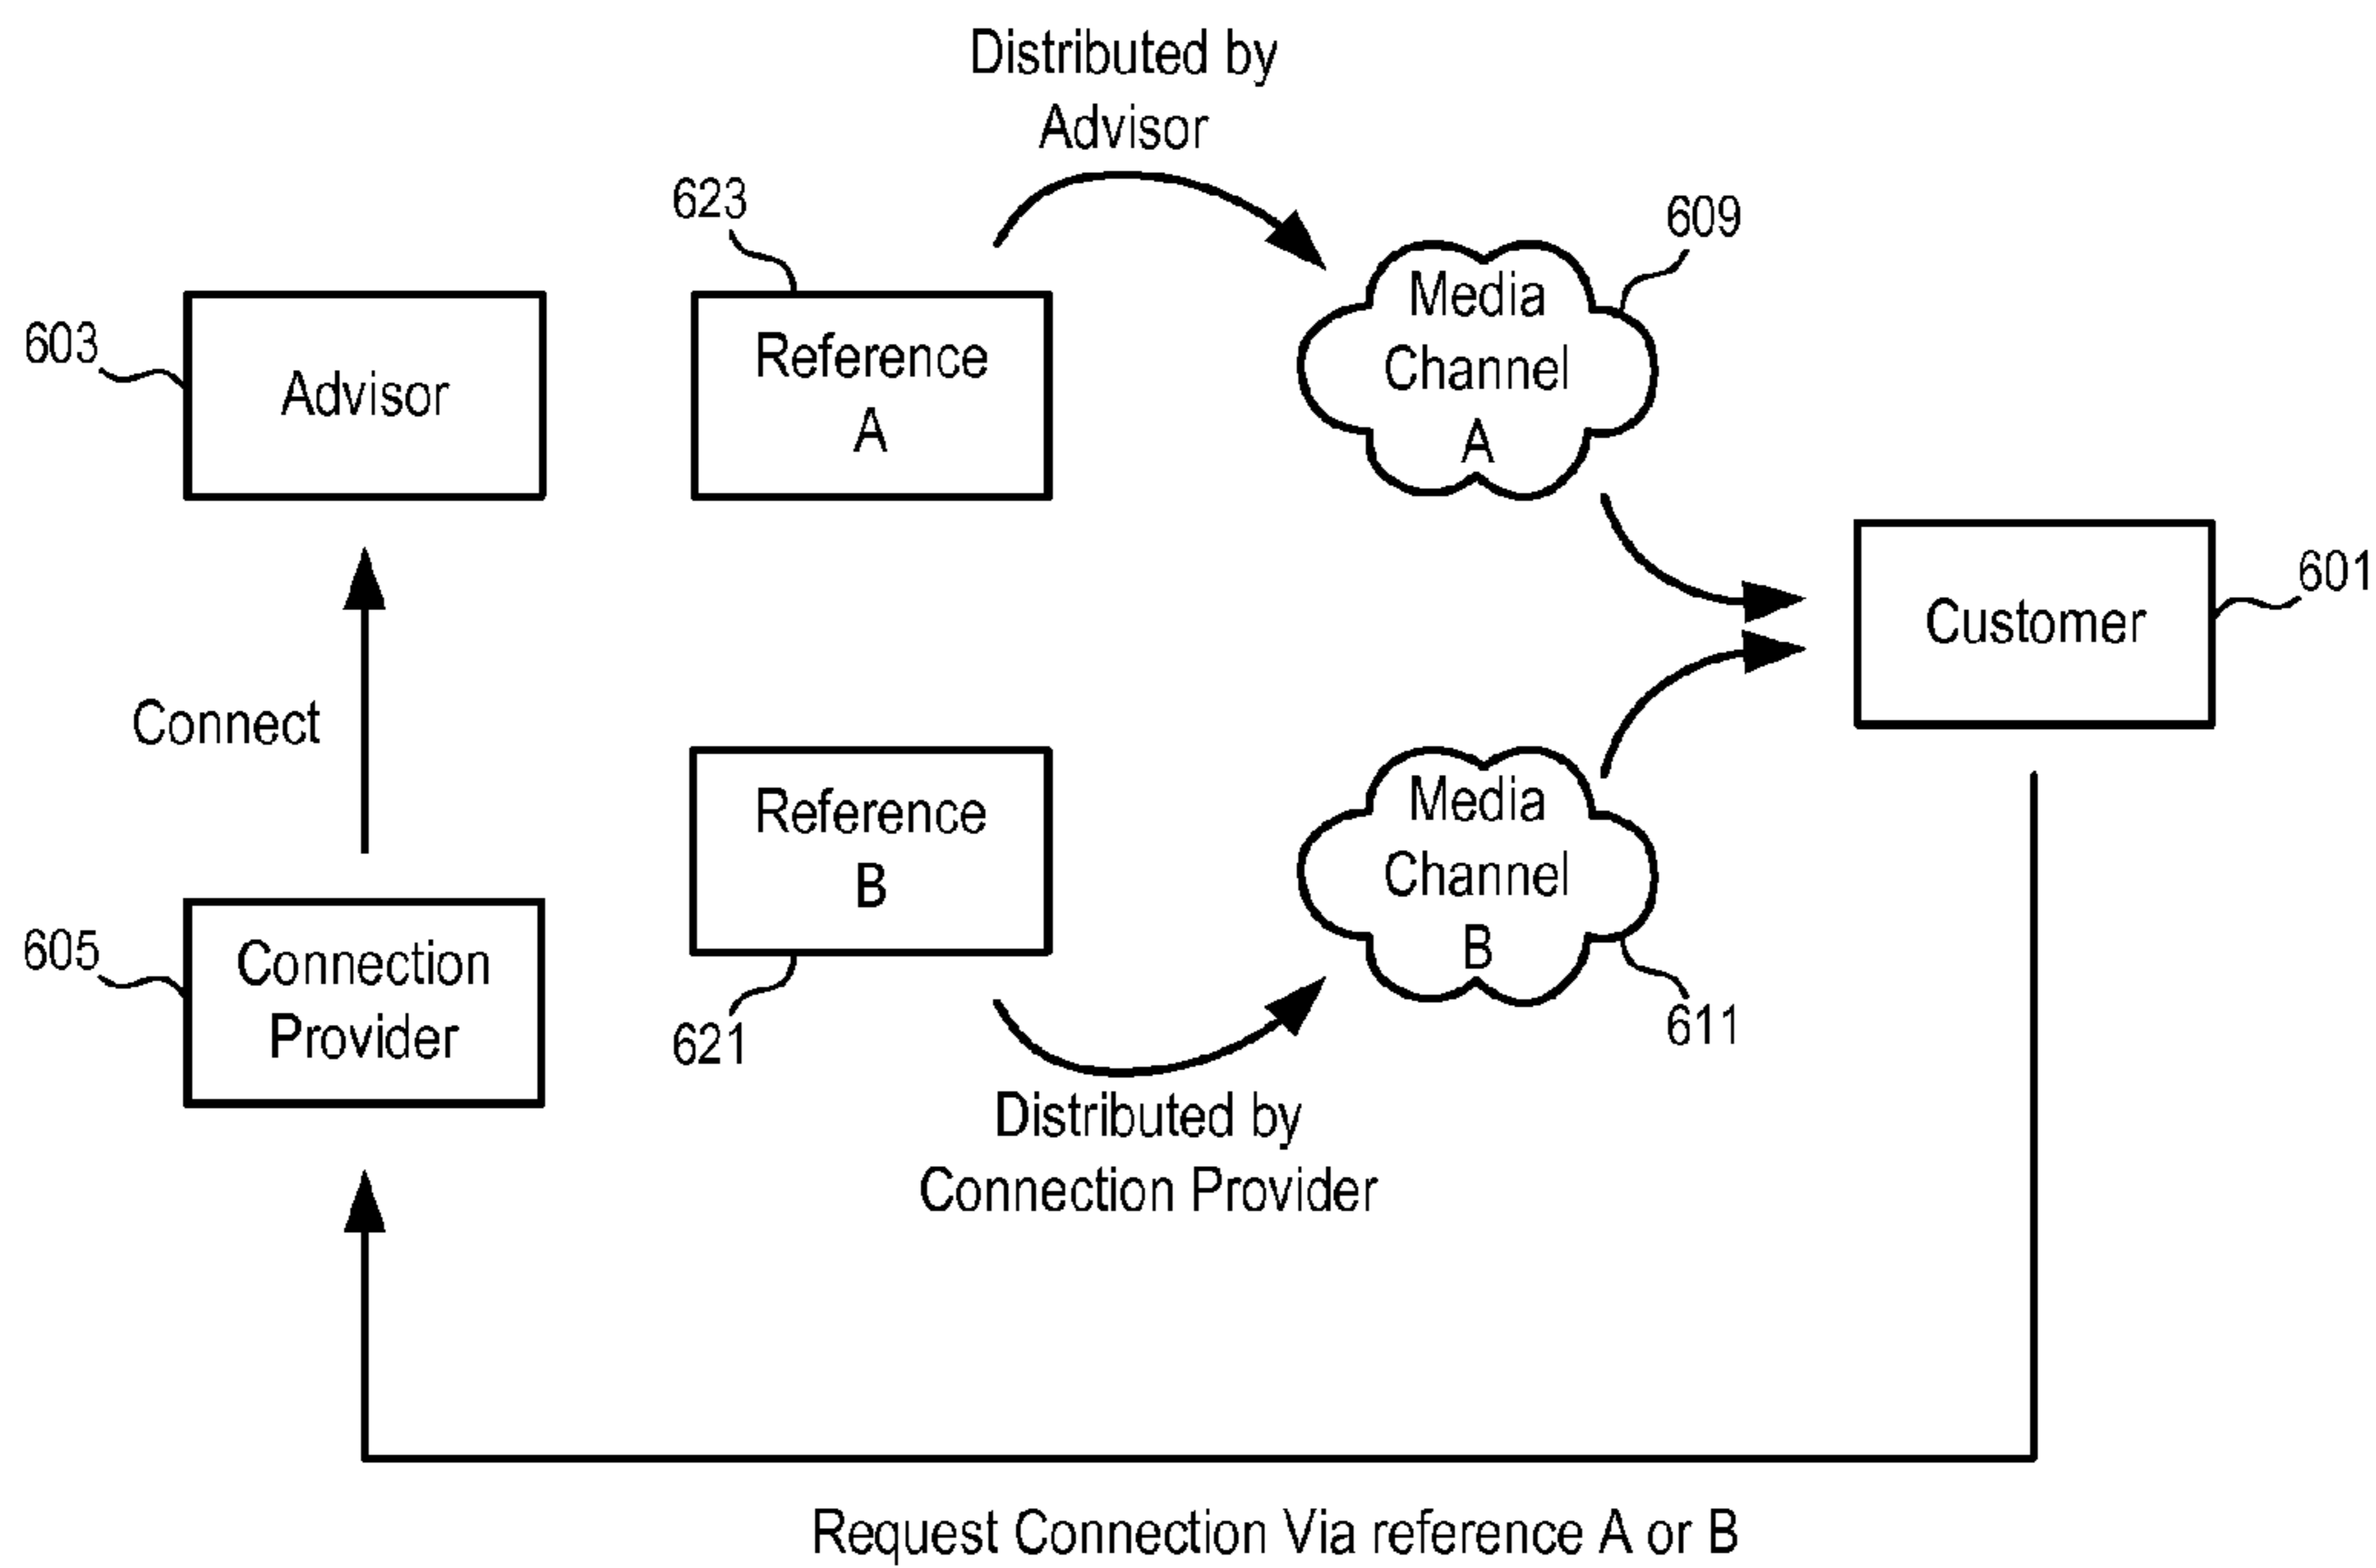 Distributed by
Advisor
623
609
603
Advisor
Reference
A
Media
Channel
A
601
Customer
Connect
Reference
B
Media
Channel
B
605
Connection
Provider
621
611
Distributed by
Connection Provider
Request Connection Via reference A or B